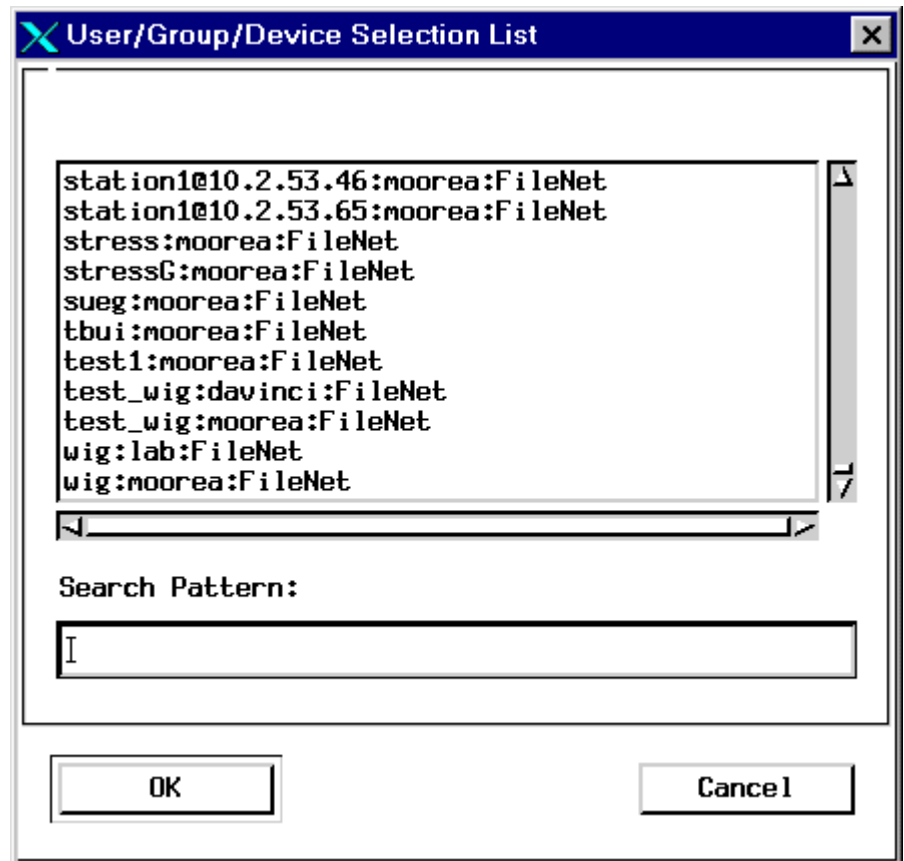 User/Group/Device Selection List
station1@10.2.53.46:moorea:FileNet
station1@10.2.53.65:moorea:FileNet
stress:moorea:FileNet
stressG:moorea:FileNet
sueg:moorea:FileNet
tbui:moorea:FileNet
test1:moorea:FileNet
test_wig:davinci:FileNet
test_wig:moorea:FileNet
wig:lab:FileNet
wig:moorea:FileNet
Search Pattern:
OK Cancel